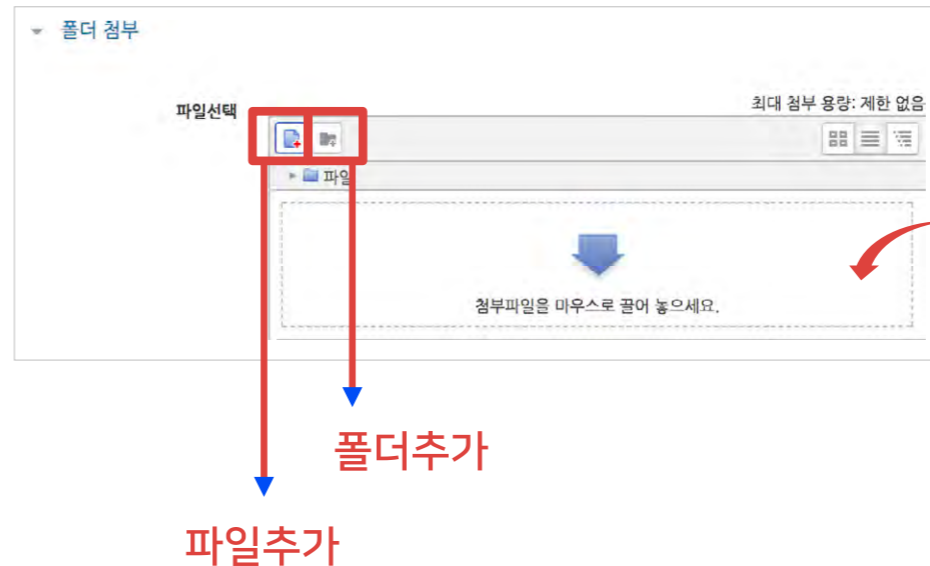 폴더 첨부
최대 첨부 용량: 제한 없음
파일선택
파일
첨부파일을 마우스로 끌어 놓으세요.
폴더추가
파일추가